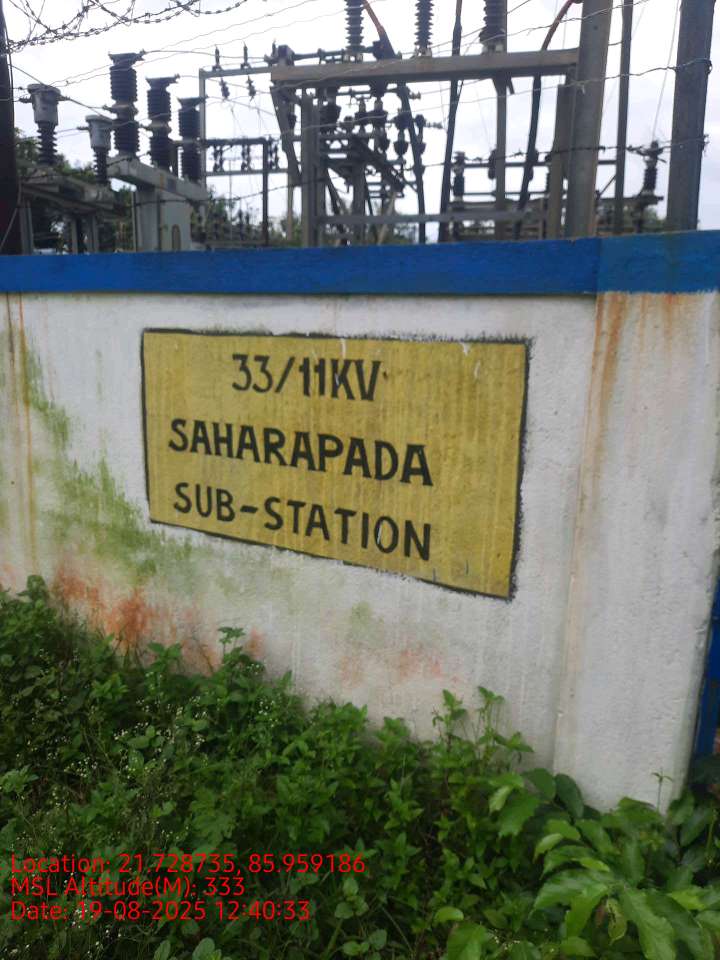 33/11KV
SAHARAPADA
SUB-STATION
Location: 21.728735, 85.959186
MSL Altitude(M): 333
Date: 19-08-2025 12:40:33